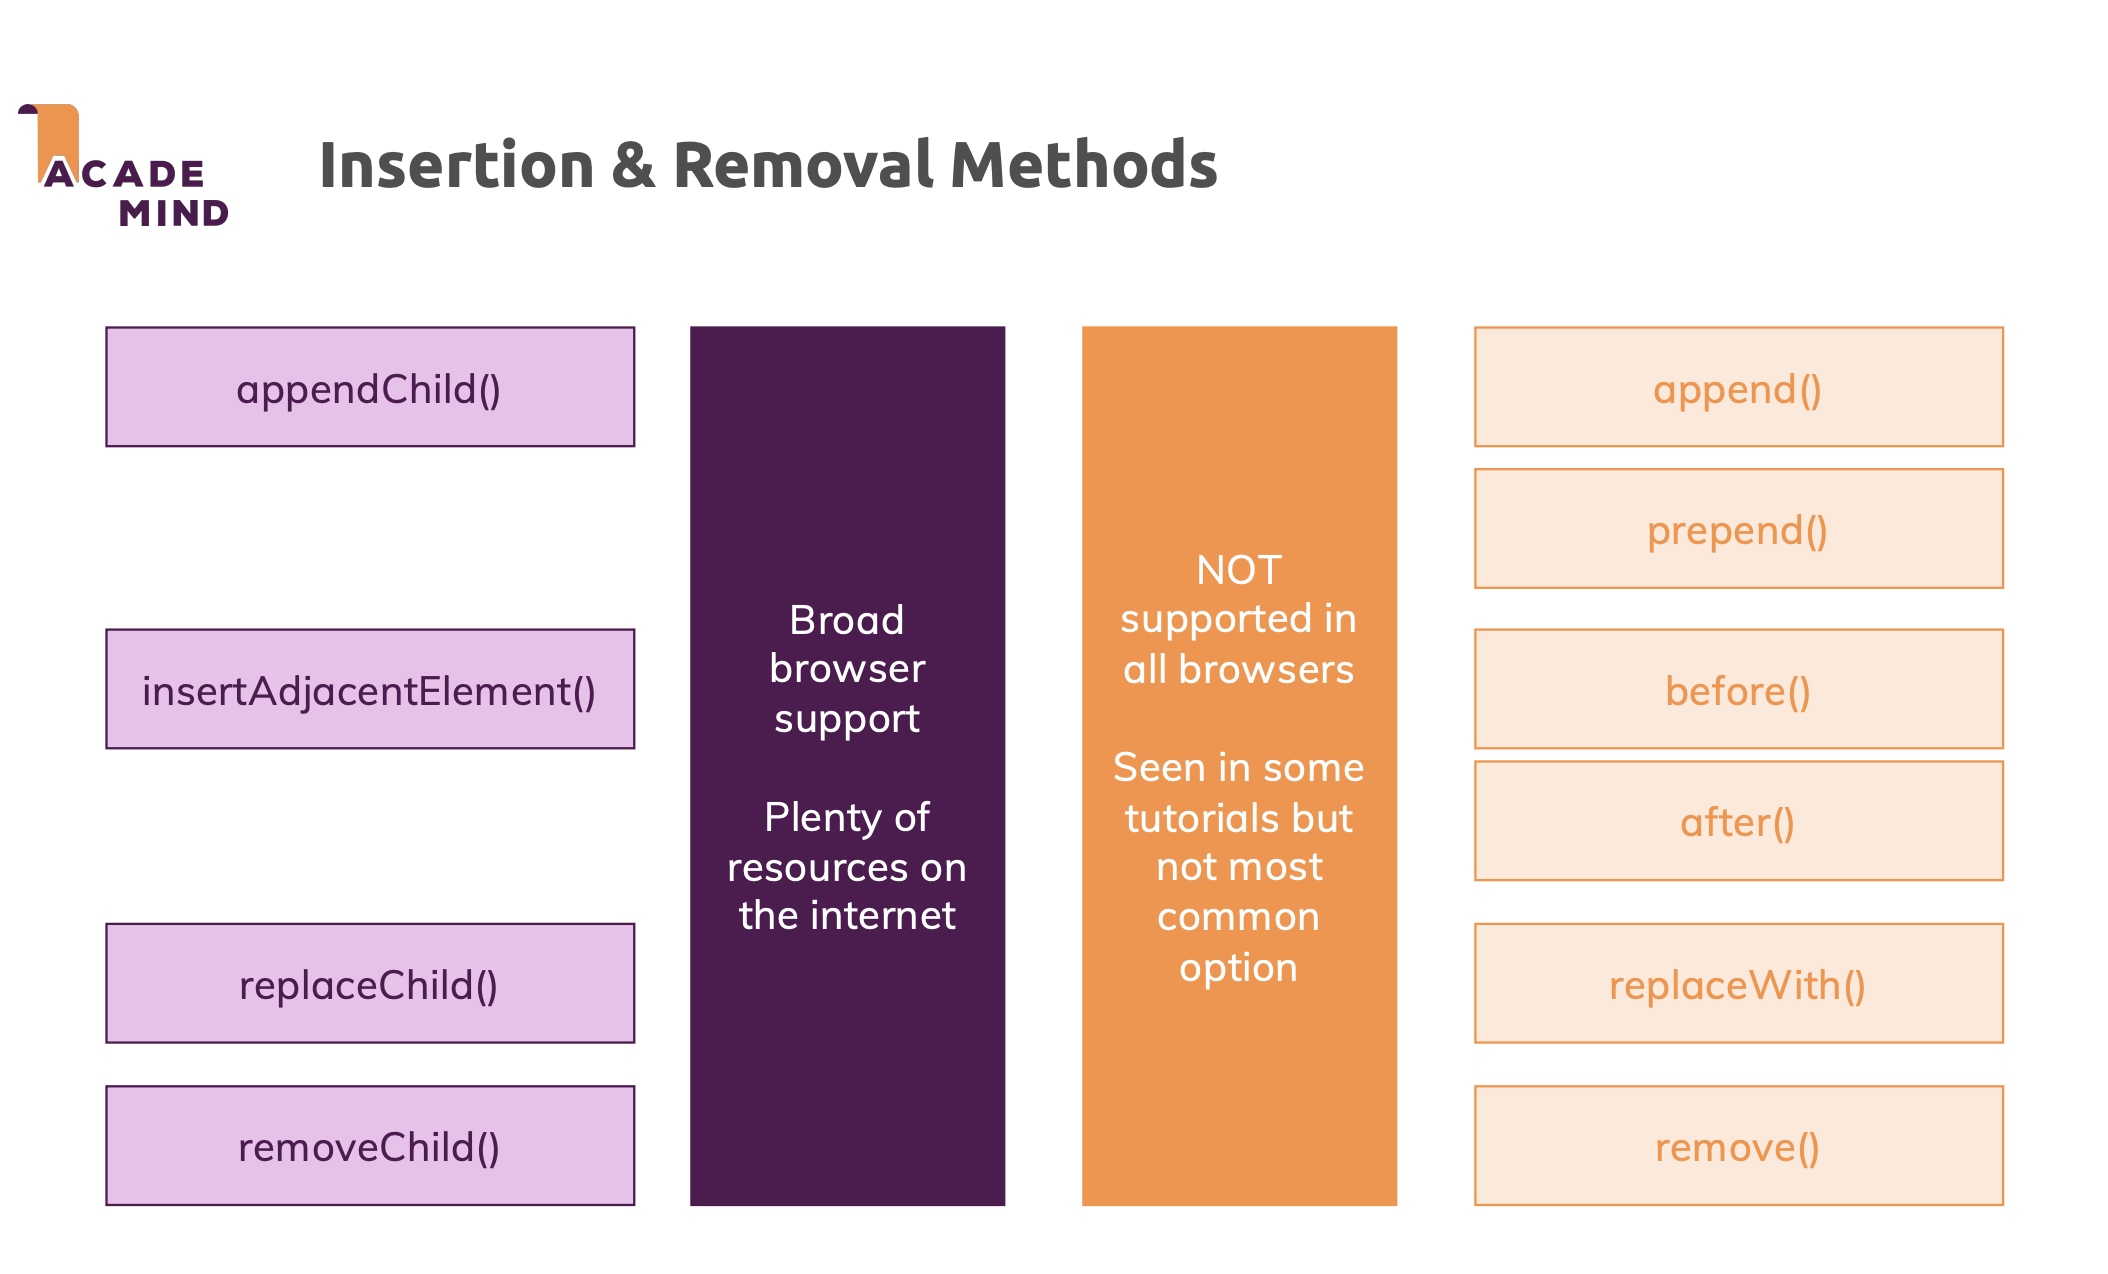 ACADE
MIND
Insertion & Removal Methods
appendChild()
insertAdjacentElement()
replaceChild()
removeChild()
Broad
browser
support
Plenty of
resources on
the internet
NOT
supported in
all browsers
Seen in some
tutorials but
not most
common
option
append()
prepend()
before()
after()
replaceWith()
remove()